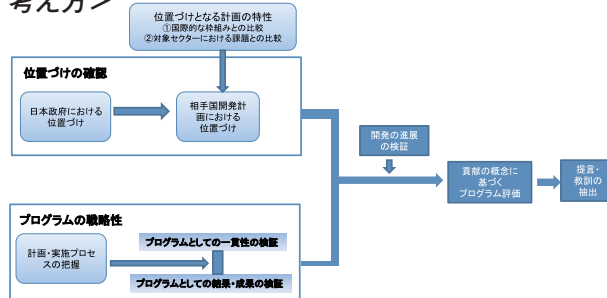 考え方＞
位置づけとなる計画の特性
①国際的な枠組みとの比較
②対象セクターにおける課題との比較
位置づけの確認
日本政府における
位置づけ
相手国開発計
画における
位置づけ
開発の進展
の検証
貢献の概念に
基づく
プログラム評価
提言・
教訓の
抽出
プログラムの戦略性
計画・実施プロセ
スの把握
プログラムとしての一貫性の検証
プログラムとしての結果・成果の検証